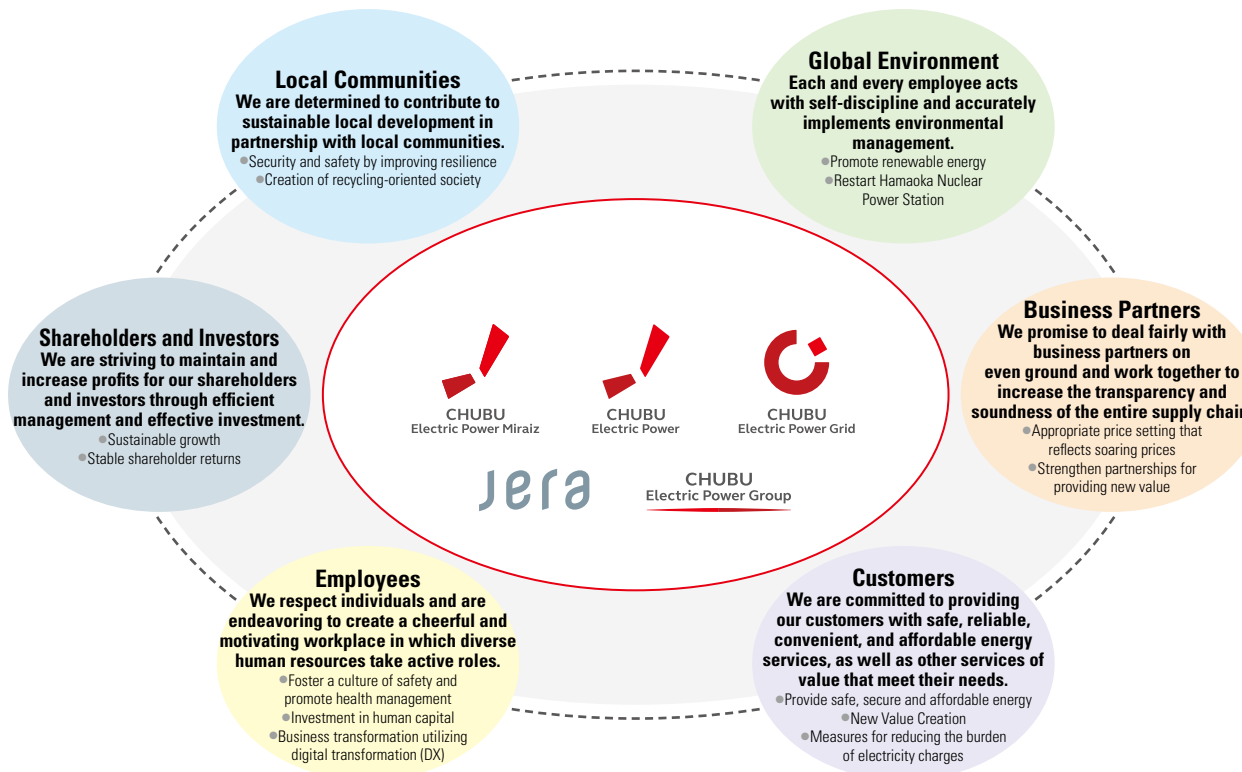 Local Communities
We are determined to contribute to
sustainable local development in
partnership with local communities.
●Security and safety by improving resilience
●Creation of recycling-oriented society
Global Environment
Each and every employee acts
with self-discipline and accurately
implements environmental
management.
●Promote renewable energy
●Restart Hamaoka Nuclear
Power Station
Shareholders and Investors
We are striving to maintain and
increase profits for our shareholders
and investors through efficient
management and effective investment.
●Sustainable growth
●Stable shareholder returns
CHUBU
Electric Power Miraiz
CHUBU
Electric Power
CHUBU
Electric Power Grid
Jera
CHUBU
Electric Power Group
Business Partners
We promise to deal fairly with
business partners on
even ground and work together to
increase the transparency and
soundness of the entire supply chain
●Appropriate price setting that
reflects soaring prices
●Strengthen partnerships for
providing new value
Employees
We respect individuals and are
endeavoring to create a cheerful and
motivating workplace in which diverse
human resources take active roles.
●Foster a culture of safety and
promote health management
●Investment in human capital
●Business transformation utilizing
digital transformation (DX)
Customers
We are committed to providing
our customers with safe, reliable,
convenient, and affordable energy
services, as well as other services of
value that meet their needs.
●Provide safe, secure and affordable energy
●New Value Creation
●Measures for reducing the burden
of electricity charges